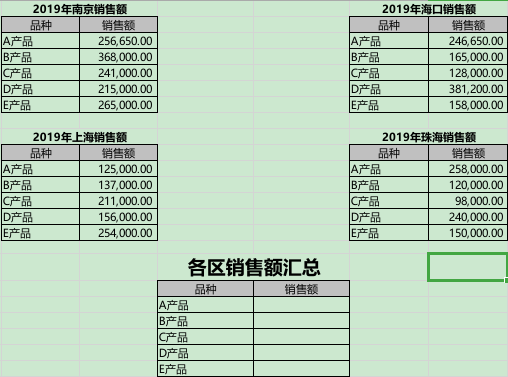 2019年南京销售额
品种 销售额
A产品 256,650.00
B产品 368,000.00
C产品 241,000.00
D产品 215,000.00
E产品 265,000.00
2019年海口销售额
品种 销售额
A产品 246,650.00
B产品 165,000.00
C产品 128,000.00
D产品 381,200.00
E产品 158,000.00
2019年上海销售额
品种 销售额
A产品 125,000.00
B产品 137,000.00
C产品 211,000.00
D产品 156,000.00
E产品 254,000.00
2019年珠海销售额
品种 销售额
A产品 258,000.00
B产品 120,000.00
C产品 98,000.00
D产品 240,000.00
E产品 150,000.00
各区销售额汇总
品种 销售额
A产品
B产品
C产品
D产品
E产品